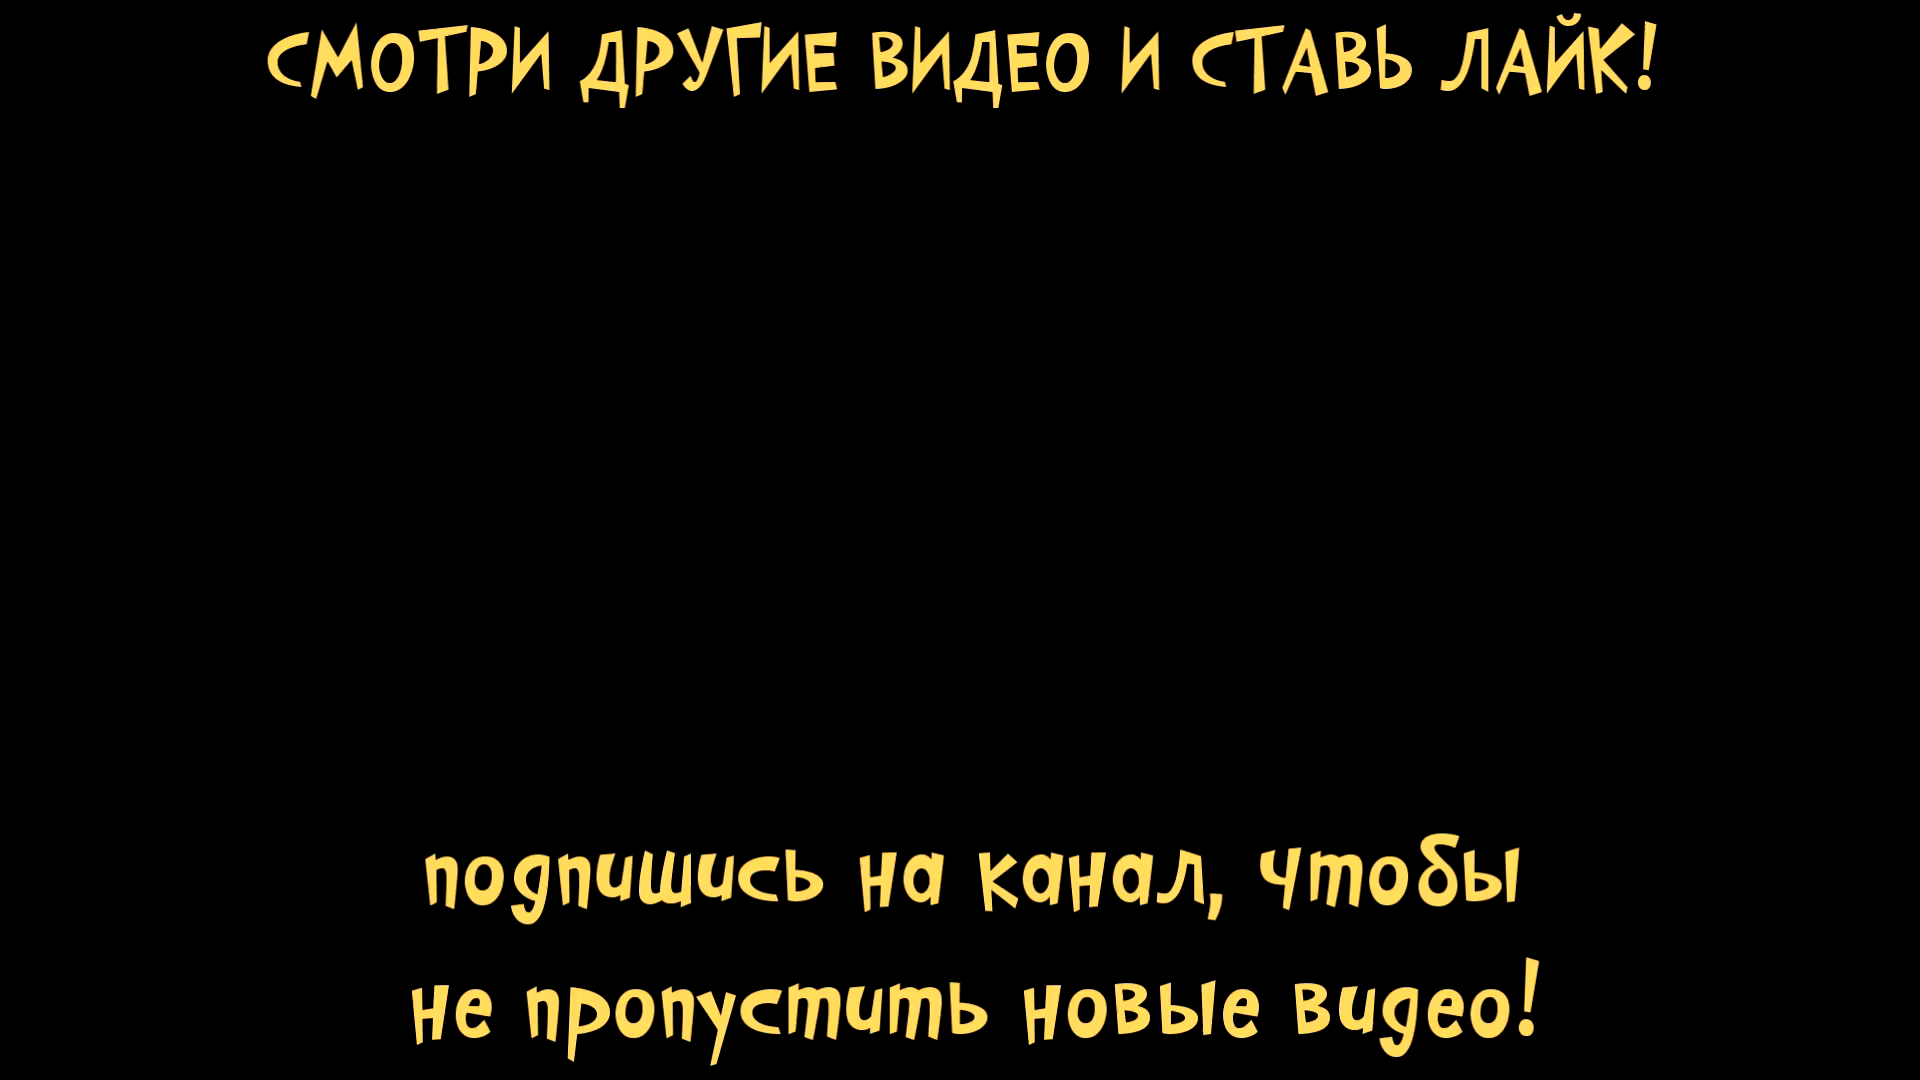 СМОТРИ ДРУГИЕ ВИДЕО И СТАВЬ ЛАЙК!
подпишись на канал, чтобы
не пропустить новые видео!